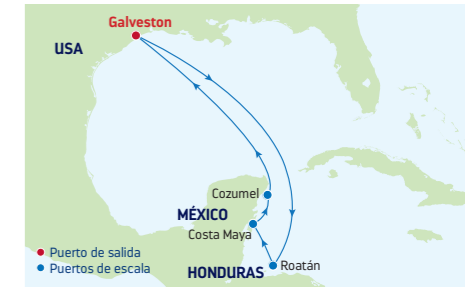 Galveston
USA
Cozumel
MÉXICO
Costa Maya
Puerto de salida
Puertos de escala
HONDURAS
Roatán